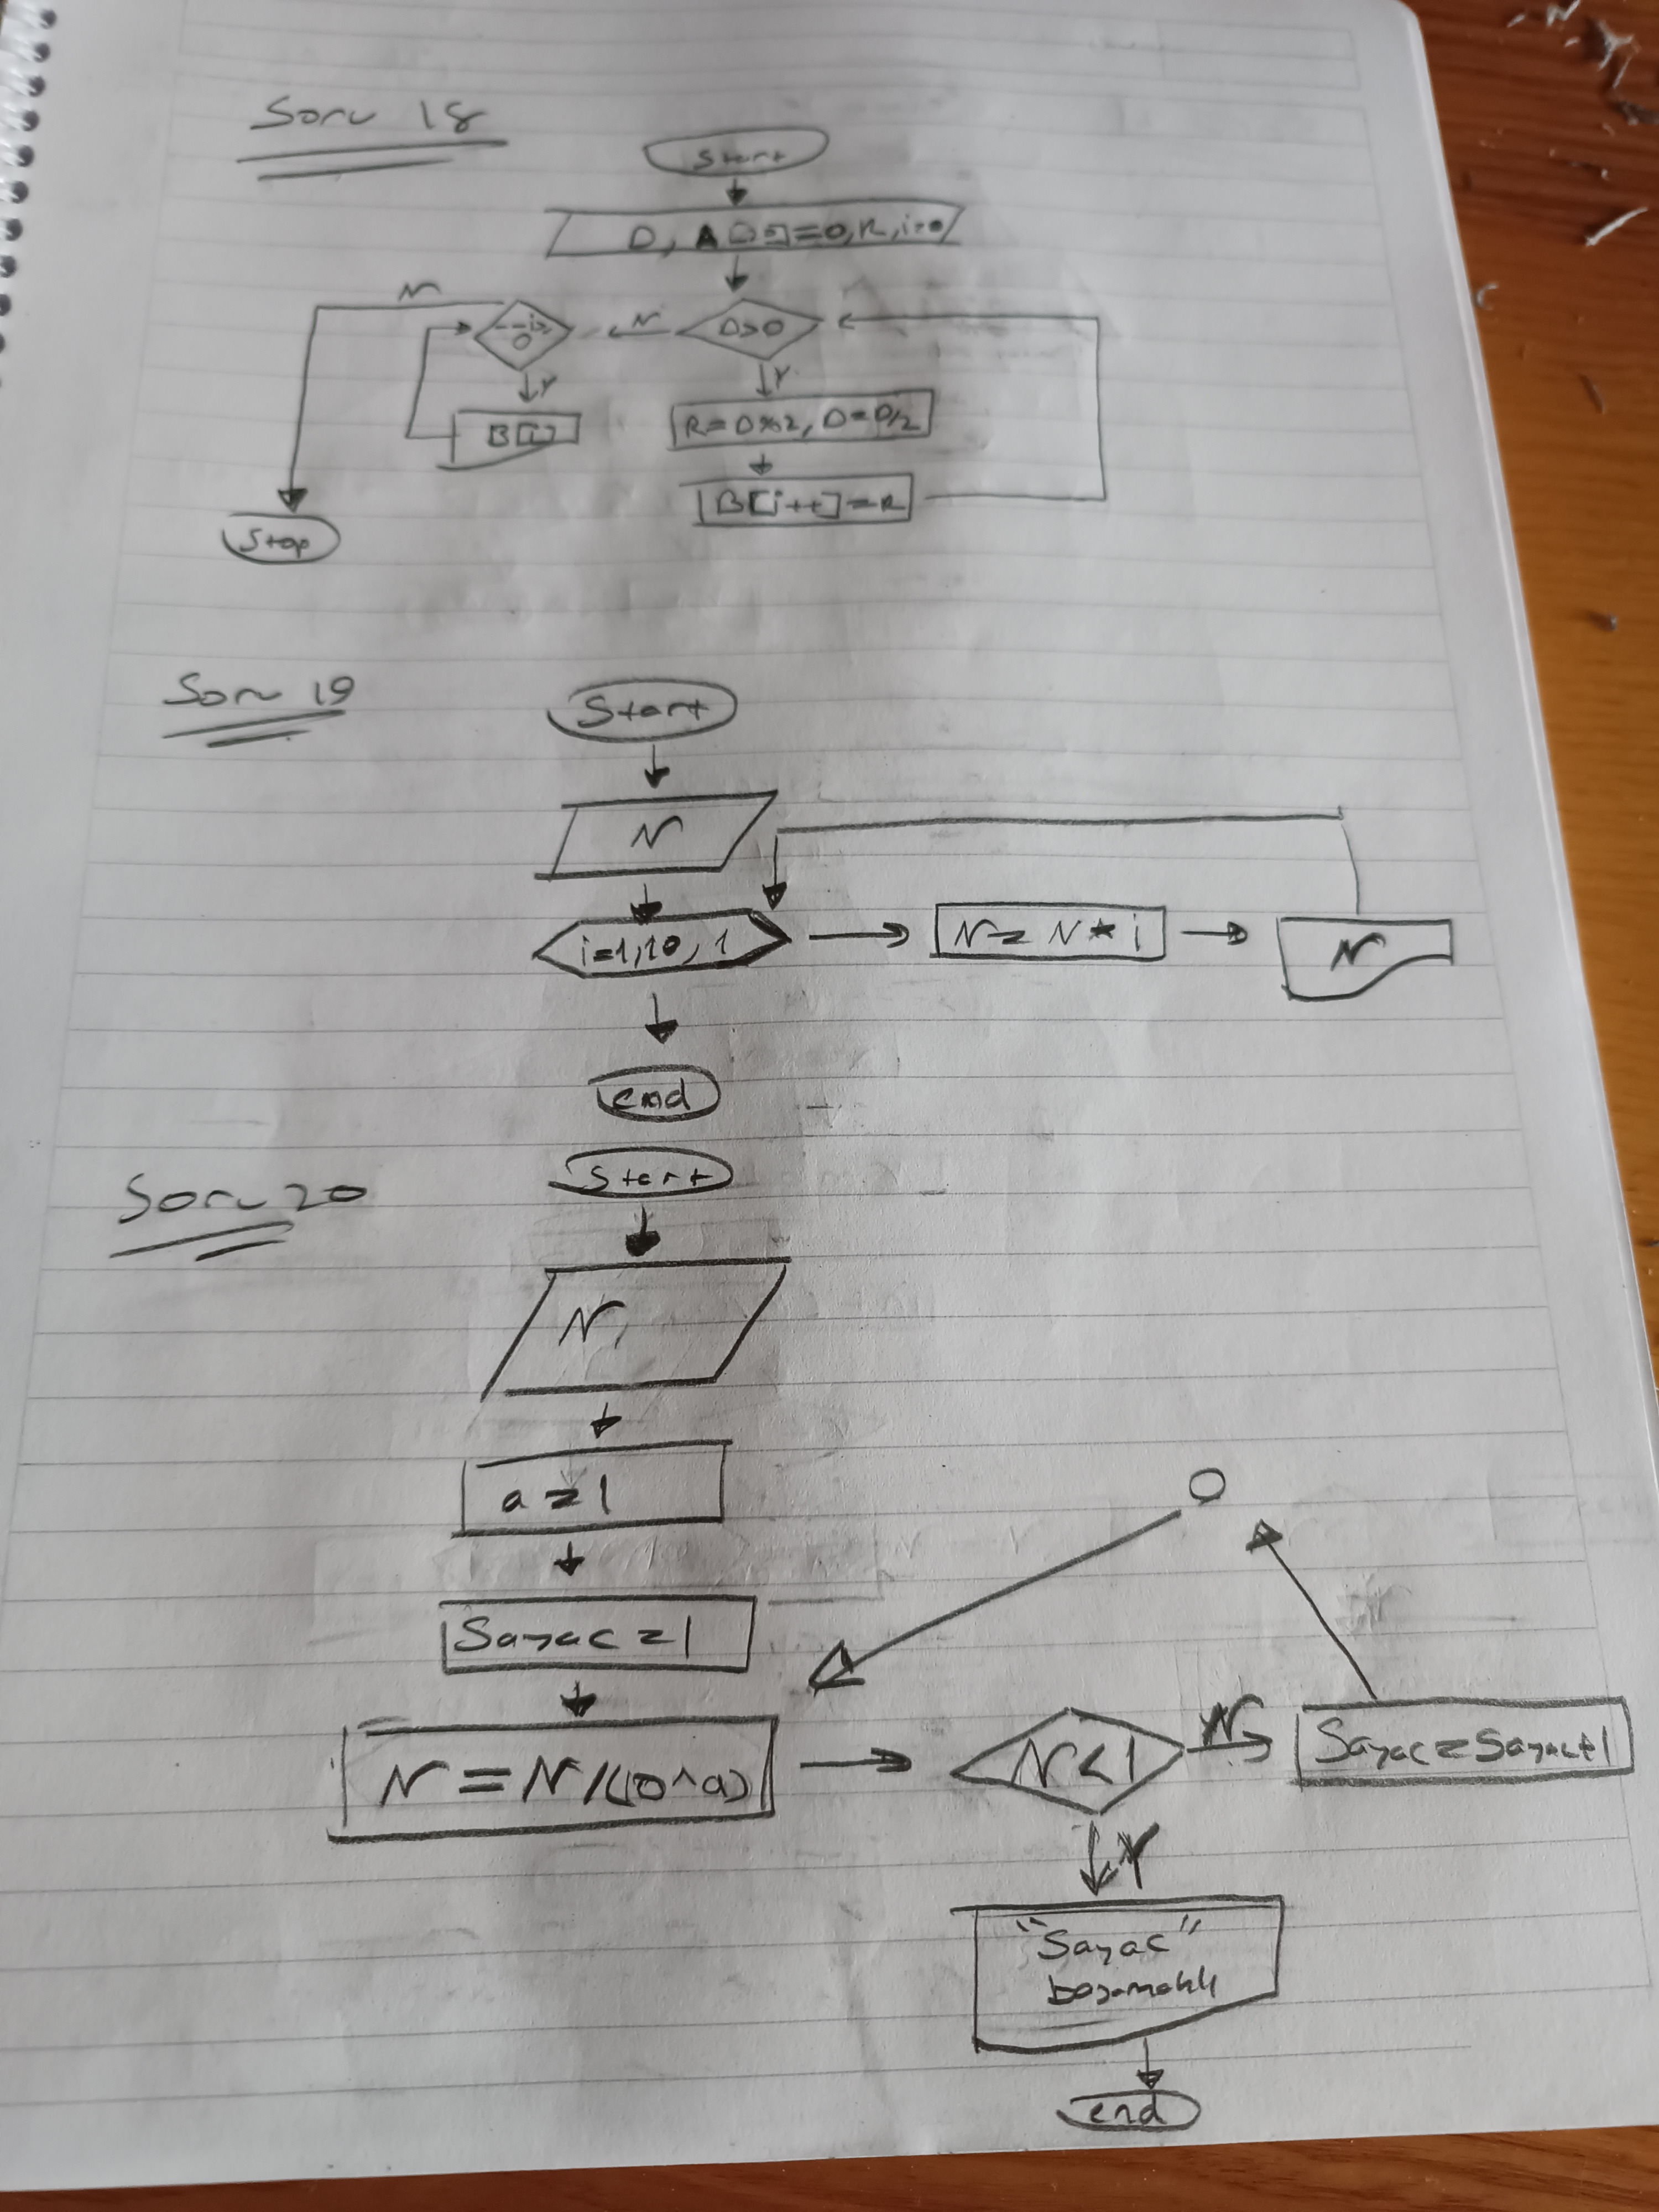 Soru 18
Start
D, A[]=0,R,i=0
N
--i>=
0
N
D>0
Y
Y
B[i]
R=D%2, D=D/2
B[i++]=R
Stop
Soru 19
Start
N
i=1,10,1
N=N*i
N
end
Soru 20
Start
N,
a=1
Sayac=1
N=N/(10^a)
N<1
N
Sayac=Sayac+1
Y
"Sayac"
basamaklı
end